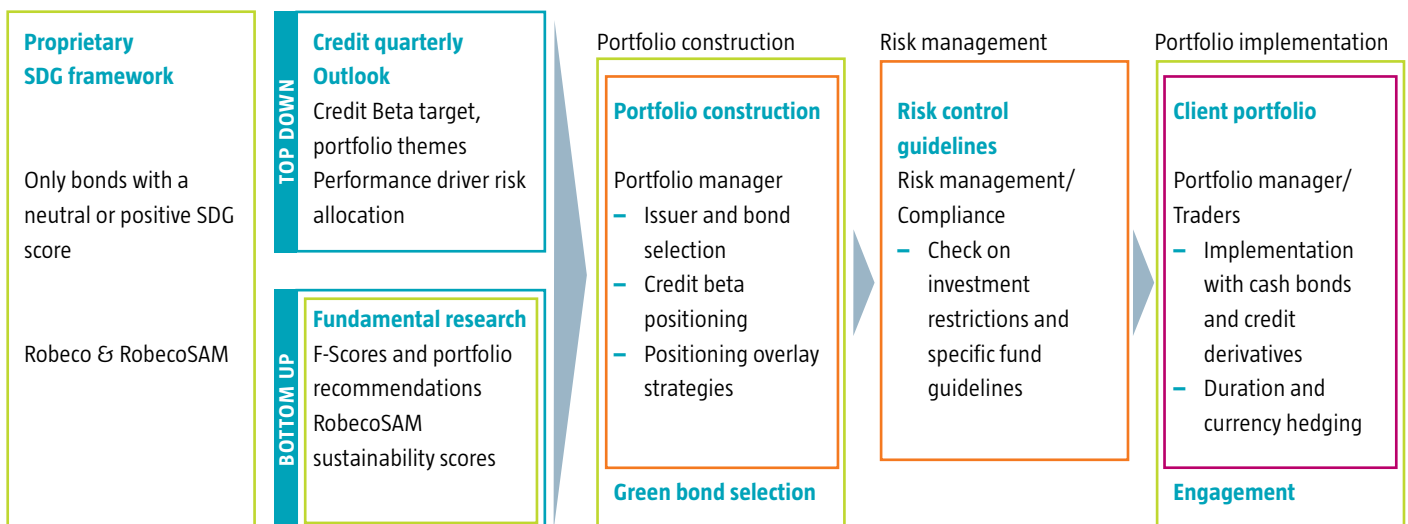 Proprietary
SDG framework
Only bonds with a
neutral or positive SDG
score
Robeco & RobecoSAM
TOP DOWN
Credit quarterly
Outlook
Credit Beta target,
portfolio themes
Performance driver risk
allocation
BOTTOM UP
Fundamental research
F-Scores and portfolio
recommendations
RobecoSAM
sustainability scores
Portfolio construction
Portfolio construction
Portfolio manager
– Issuer and bond
selection
– Credit beta
positioning
– Positioning overlay
strategies
Green bond selection
Risk management
Risk control
guidelines
Risk management/
Compliance
– Check on
investment
restrictions and
specific fund
guidelines
Portfolio implementation
Client portfolio
Portfolio manager/
Traders
– Implementation
with cash bonds
and credit
derivatives
– Duration and
currency hedging
Engagement